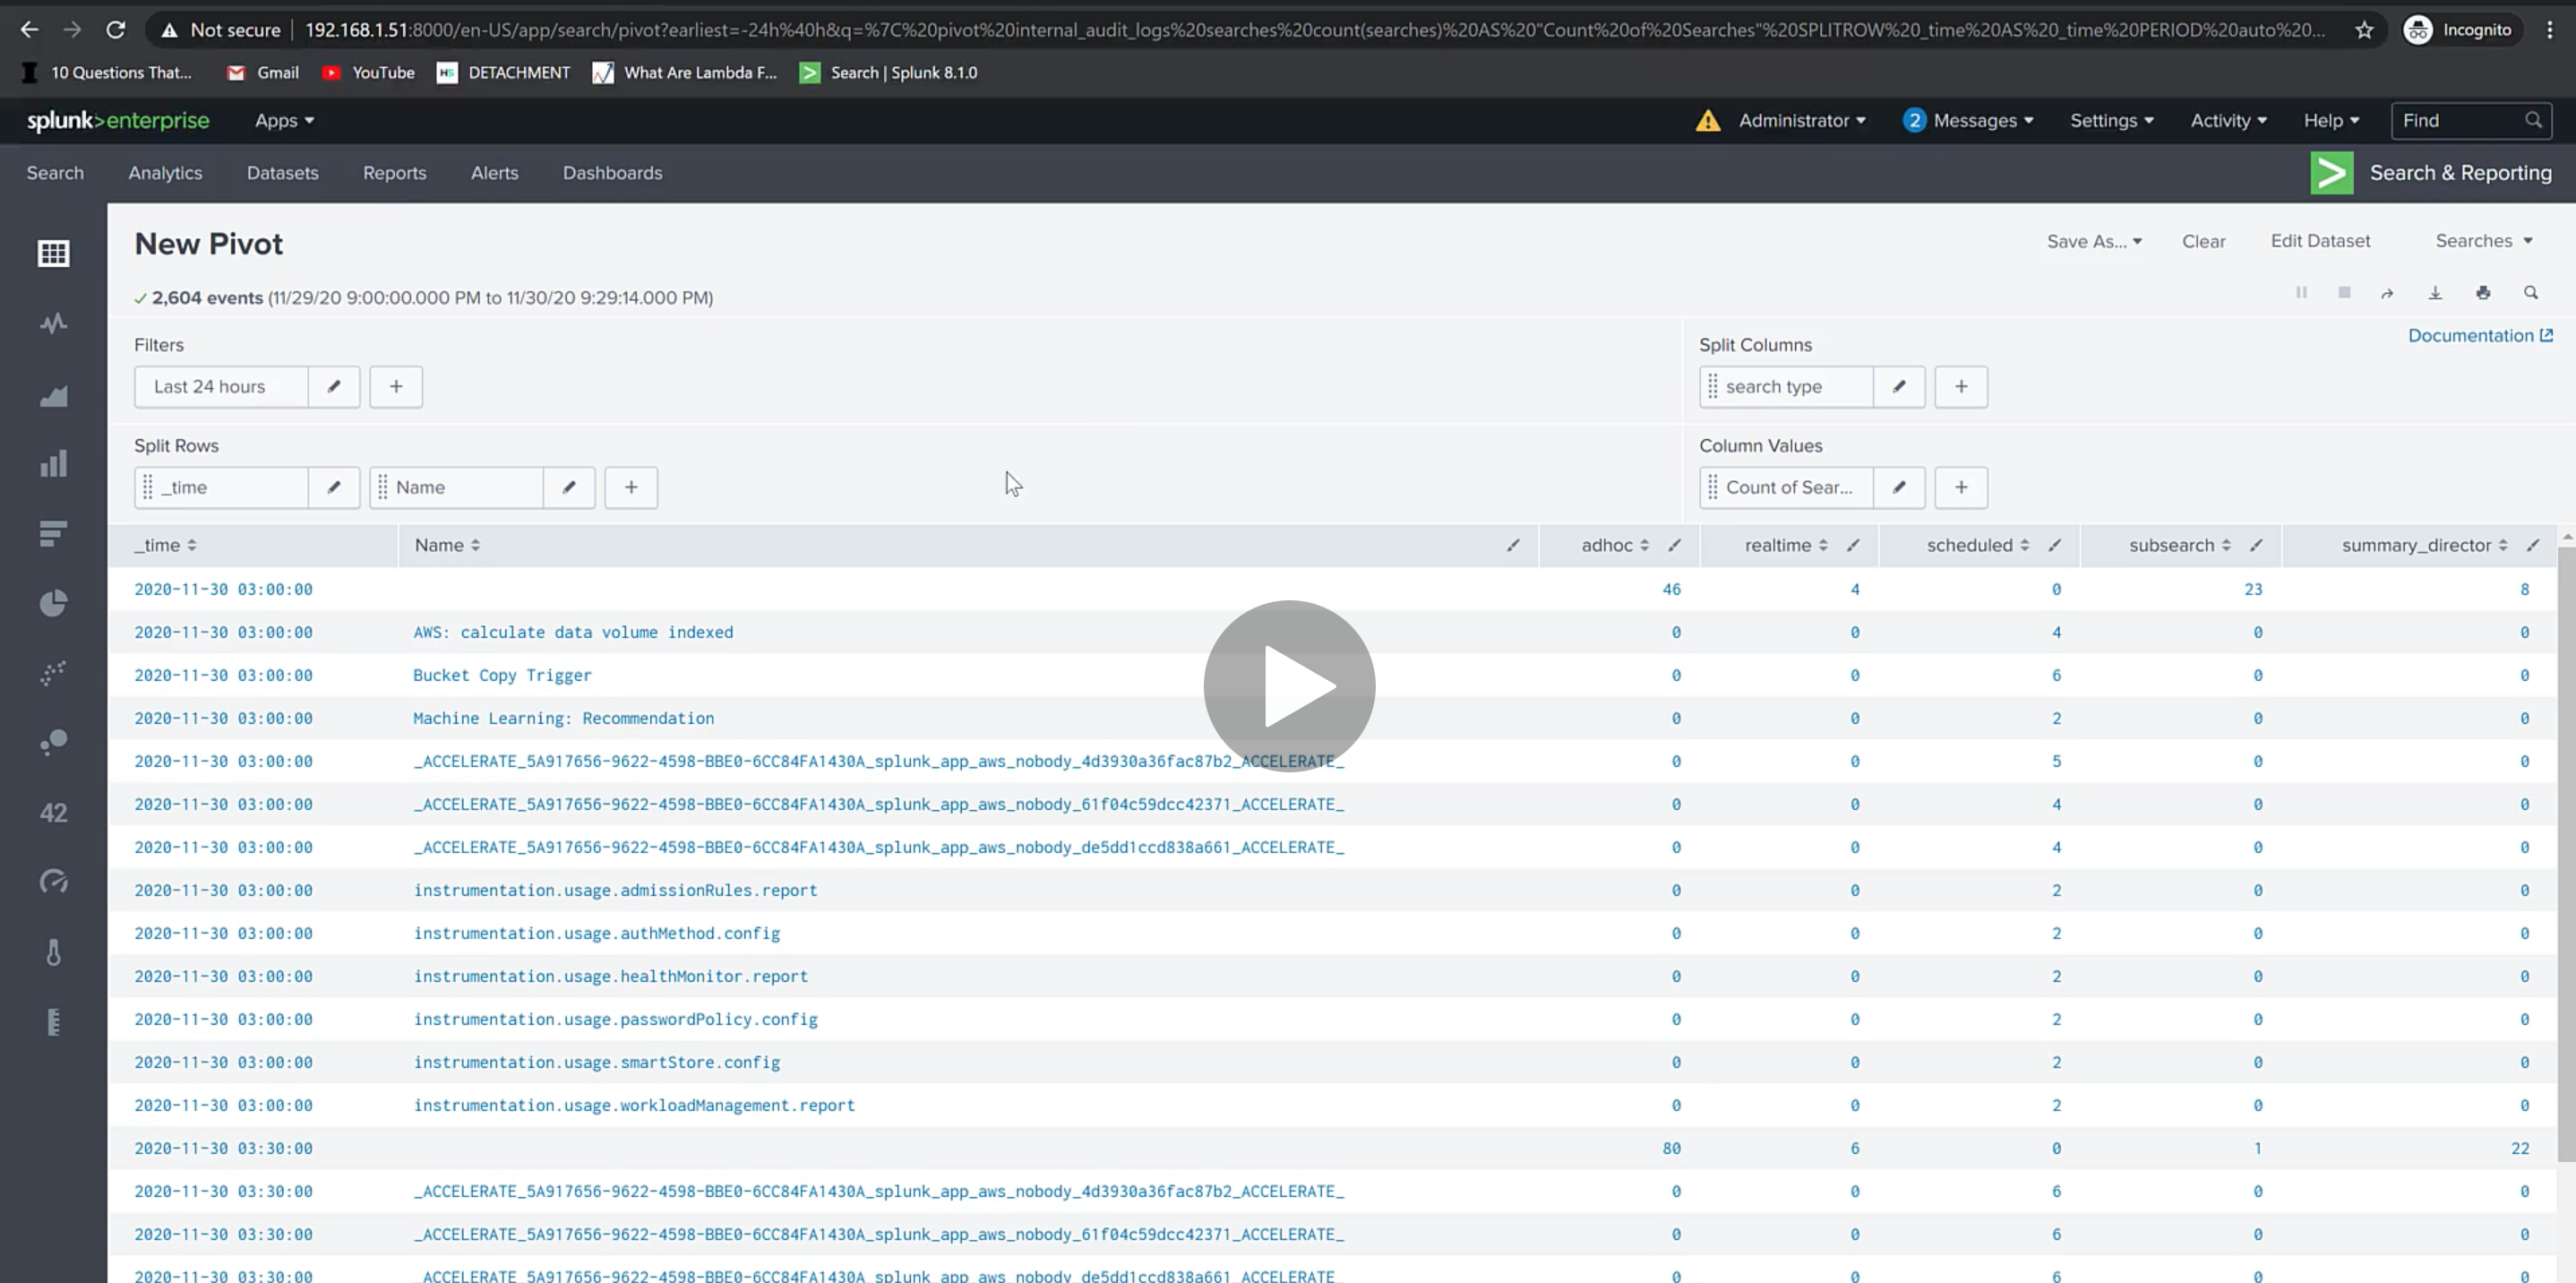 Not secure 192.168.1.51:8000/en-US/app/search/pivot?earliest=-24h%40h&q=%7C%20pivot%20internal_audit_logs%20searches%20count(searches)%20AS%20"Count%20of%20Searches"%20SPLITROW%20_time%20AS%20_time%20PERIOD%20auto%20... Incognito
10 Questions That... Gmail YouTube HS DETACHMENT What Are Lambda F... Search | Splunk 8.1.0
splunk>enterprise Apps Administrator 2 Messages Settings Activity Help Find
Search Analytics Datasets Reports Alerts Dashboards Search & Reporting
New Pivot Save As... Clear Edit Dataset Searches
2,604 events (11/29/20 9:00:00.000 PM to 11/30/20 9:29:14.000 PM)
Documentation
Filters Split Columns
Last 24 hours + search type +
Split Rows Column Values
_time Name + Count of Sear... +
_time Name adhoc realtime scheduled subsearch summary_director
2020-11-30 03:00:00 46 4 0 23 8
2020-11-30 03:00:00 AWS: calculate data volume indexed 0 0 4 0 0
2020-11-30 03:00:00 Bucket Copy Trigger 0 0 6 0 0
2020-11-30 03:00:00 Machine Learning: Recommendation 0 0 2 0 0
2020-11-30 03:00:00 _ACCELERATE_5A917656-9622-4598-BBE0-6CC84FA1430A_splunk_app_aws_nobody_4d3930a36fac87b2_ACCELERATE_ 0 0 5 0 0
2020-11-30 03:00:00 _ACCELERATE_5A917656-9622-4598-BBE0-6CC84FA1430A_splunk_app_aws_nobody_61f04c59dcc42371_ACCELERATE_ 0 0 4 0 0
2020-11-30 03:00:00 _ACCELERATE_5A917656-9622-4598-BBE0-6CC84FA1430A_splunk_app_aws_nobody_de5dd1ccd838a661_ACCELERATE_ 0 0 4 0 0
2020-11-30 03:00:00 instrumentation.usage.admissionRules.report 0 0 2 0 0
2020-11-30 03:00:00 instrumentation.usage.authMethod.config 0 0 2 0 0
2020-11-30 03:00:00 instrumentation.usage.healthMonitor.report 0 0 2 0 0
2020-11-30 03:00:00 instrumentation.usage.passwordPolicy.config 0 0 2 0 0
2020-11-30 03:00:00 instrumentation.usage.smartStore.config 0 0 2 0 0
2020-11-30 03:00:00 instrumentation.usage.workloadManagement.report 0 0 2 0 0
2020-11-30 03:30:00 80 6 0 1 22
2020-11-30 03:30:00 _ACCELERATE_5A917656-9622-4598-BBE0-6CC84FA1430A_splunk_app_aws_nobody_4d3930a36fac87b2_ACCELERATE_ 0 0 6 0 0
2020-11-30 03:30:00 _ACCELERATE_5A917656-9622-4598-BBE0-6CC84FA1430A_splunk_app_aws_nobody_61f04c59dcc42371_ACCELERATE_ 0 0 6 0 0
2020-11-30 03:30:00 _ACCELERATE_5A917656-9622-4598-BBE0-6CC84FA1430A_splunk_app_aws_nobody_de5dd1ccd838a661_ACCELERATE_ 0 0 6 0 0
42